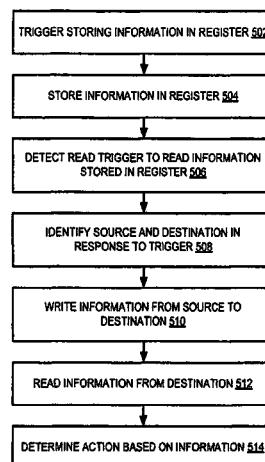 TRIGGER STORING INFORMATION IN REGISTER 502
STORE INFORMATION IN REGISTER 504
DETECT READ TRIGGER TO READ INFORMATION
STORED IN REGISTER 506
IDENTIFY SOURCE AND DESTINATION IN
RESPONSE TO TRIGGER 508
WRITE INFORMATION FROM SOURCE TO
DESTINATION 510
READ INFORMATION FROM DESTINATION 512
DETERMINE ACTION BASED ON INFORMATION 514